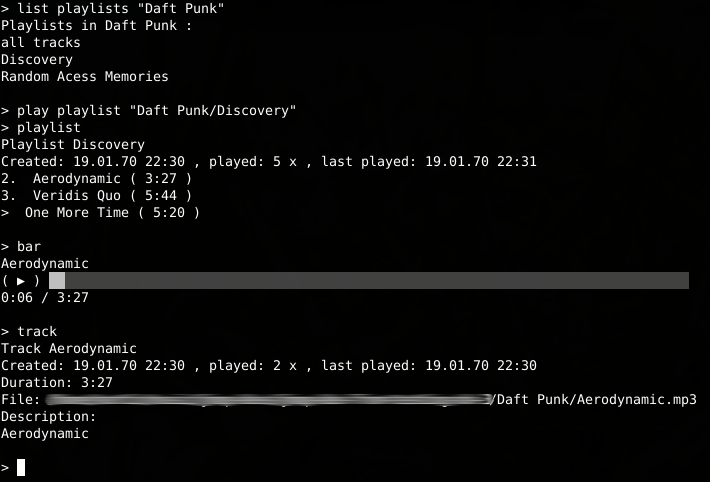 > list playlists "Daft Punk"
Playlists in Daft Punk :
all tracks
Discovery
Random Acess Memories
> play playlist "Daft Punk/Discovery"
> playlist
Playlist Discovery
Created: 19.01.70 22:30 , played: 5 x , last played: 19.01.70 22:31
2.  Aerodynamic ( 3:27 )
3.  Veridis Quo ( 5:44 )
>  One More Time ( 5:20 )
> bar
Aerodynamic
( ▶ )
0:06 / 3:27
> track
Track Aerodynamic
Created: 19.01.70 22:30 , played: 2 x , last played: 19.01.70 22:30
Duration: 3:27
File: /Daft Punk/Aerodynamic.mp3
Description:
Aerodynamic
>